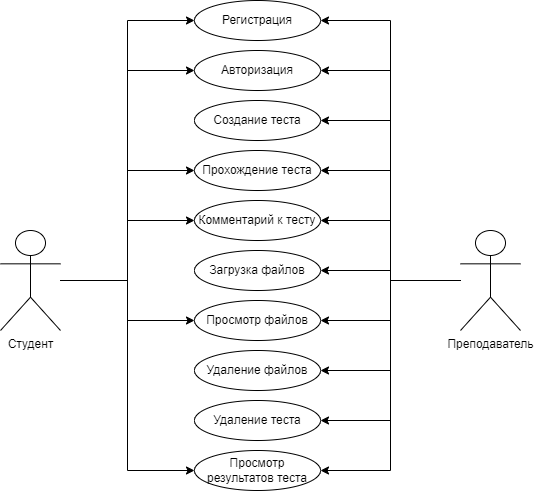 Регистрация
Авторизация
Создание теста
Прохождение теста
Комментарий к тесту
Загрузка файлов
Просмотр файлов
Студент
Преподаватель
Удаление файлов
Удаление теста
Просмотр
результатов теста